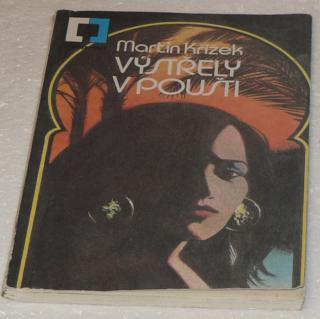 Martin Křížek
VÝSTŘELY
V POUŠTI